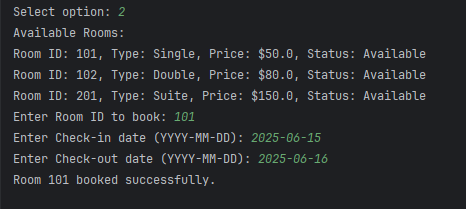 Select option: 2
Available Rooms:
Room ID: 101, Type: Single, Price: $50.0, Status: Available
Room ID: 102, Type: Double, Price: $80.0, Status: Available
Room ID: 201, Type: Suite, Price: $150.0, Status: Available
Enter Room ID to book: 101
Enter Check-in date (YYYY-MM-DD): 2025-06-15
Enter Check-out date (YYYY-MM-DD): 2025-06-16
Room 101 booked successfully.